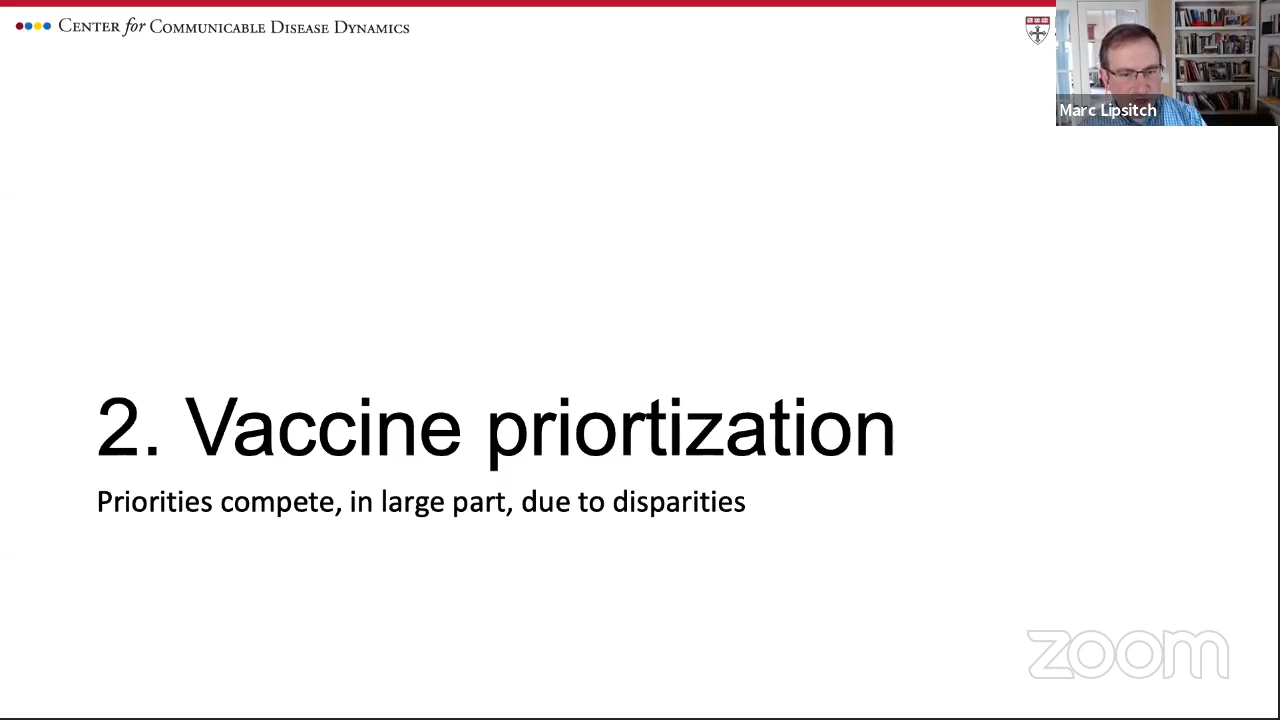 CENTER for COMMUNICABLE DISEASE DYNAMICS
Marc Lipsitch
2. Vaccine priortization
Priorities compete, in large part, due to disparities
zoom